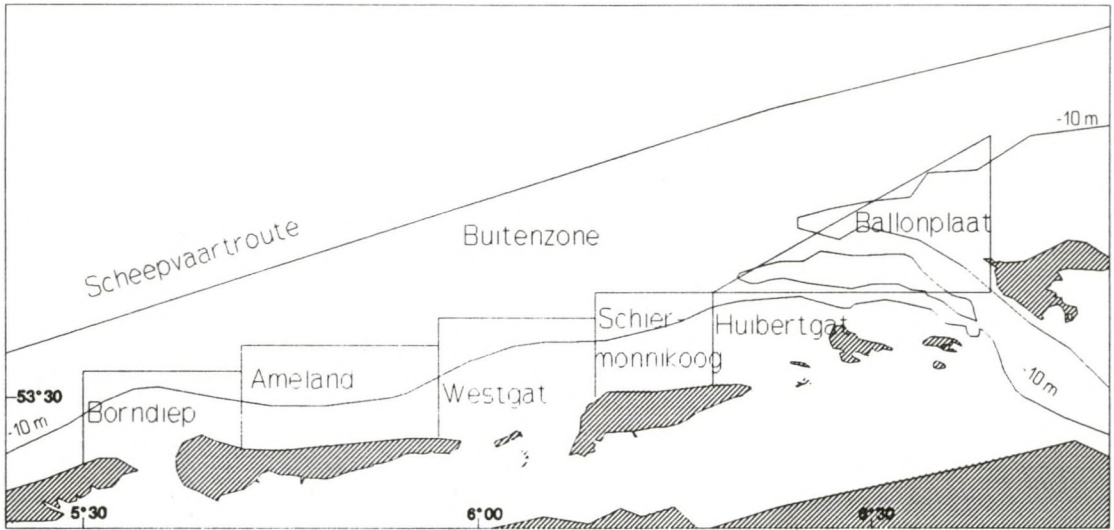 -10 m
Scheepvaartroute
Buitenzone
Ballonplaat
Schier-
monnikoog
Huibertgat
Ameland
Westgat
Borndiep
53°30
-10 m
-10 m
5°30
6°00
6°30